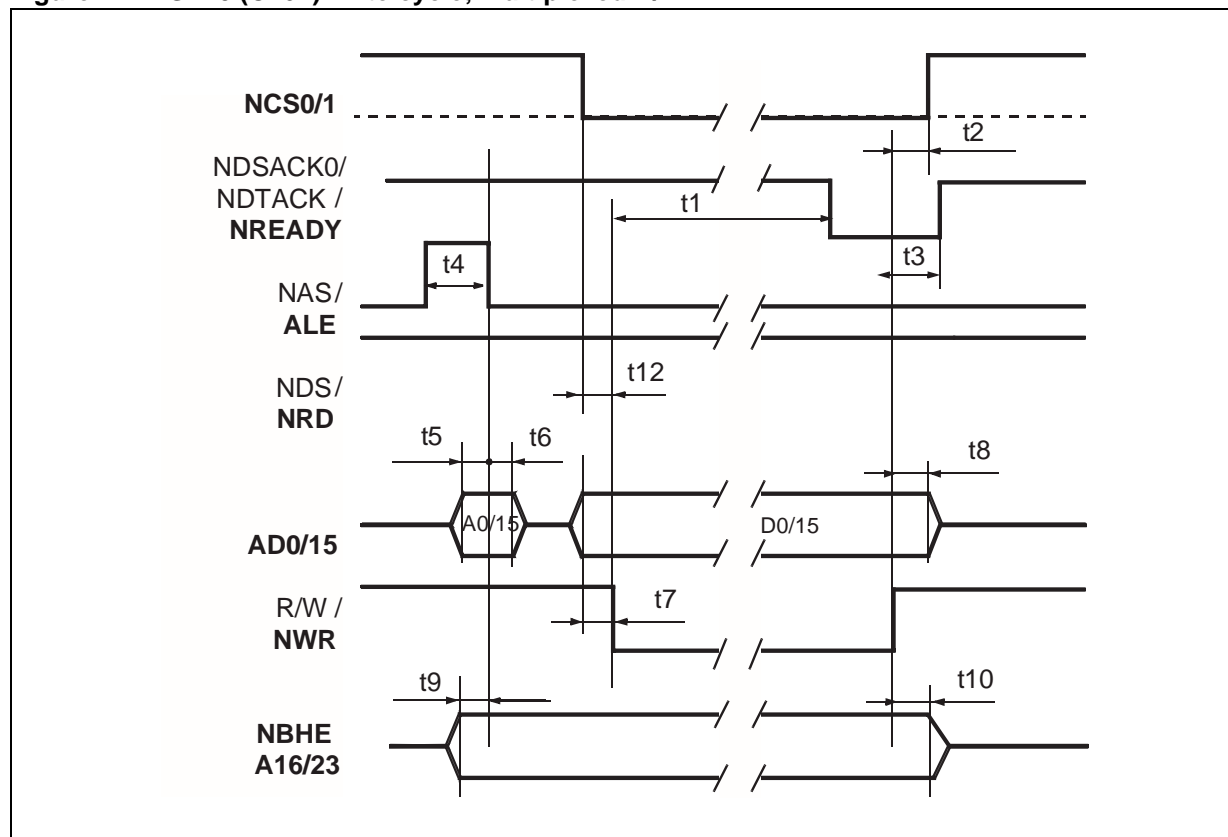 NCS0/1
t2
NDSACK0/
NDTACK /
NREADY
t1
t3
t4
NAS/
ALE
t12
NDS/
NRD
t5
t6
t8
A0/15
D0/15
AD0/15
R/W /
NWR
t7
t9
t10
NBHE
A16/23